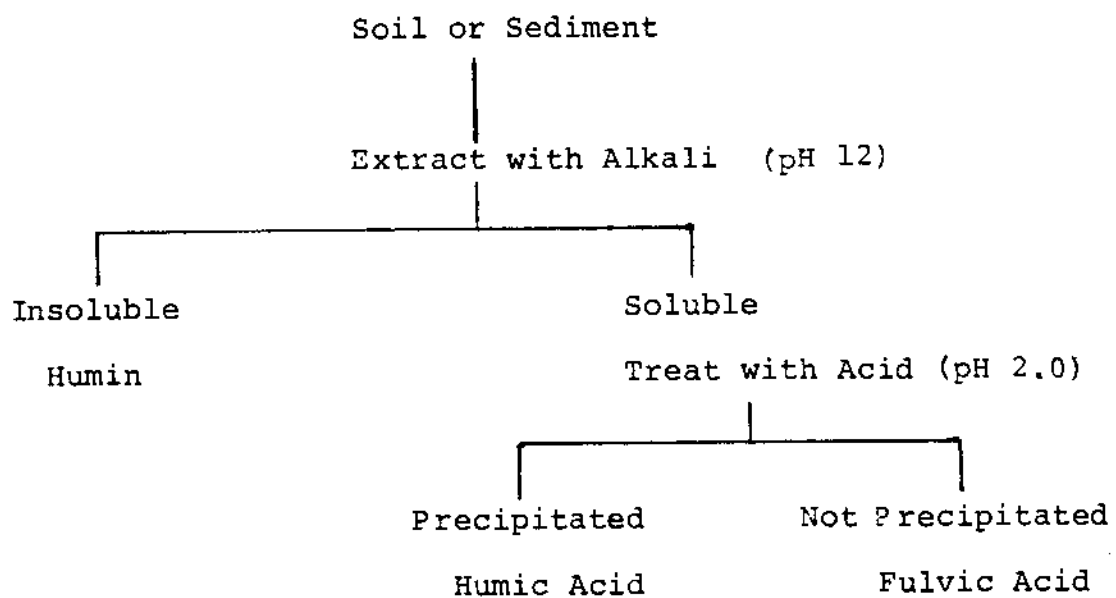 Soil or Sediment
Extract with Alkali (pH 12)
Insoluble
Soluble
Humin
Treat with Acid (pH 2.0)
Precipitated
Not Precipitated
Humic Acid
Fulvic Acid